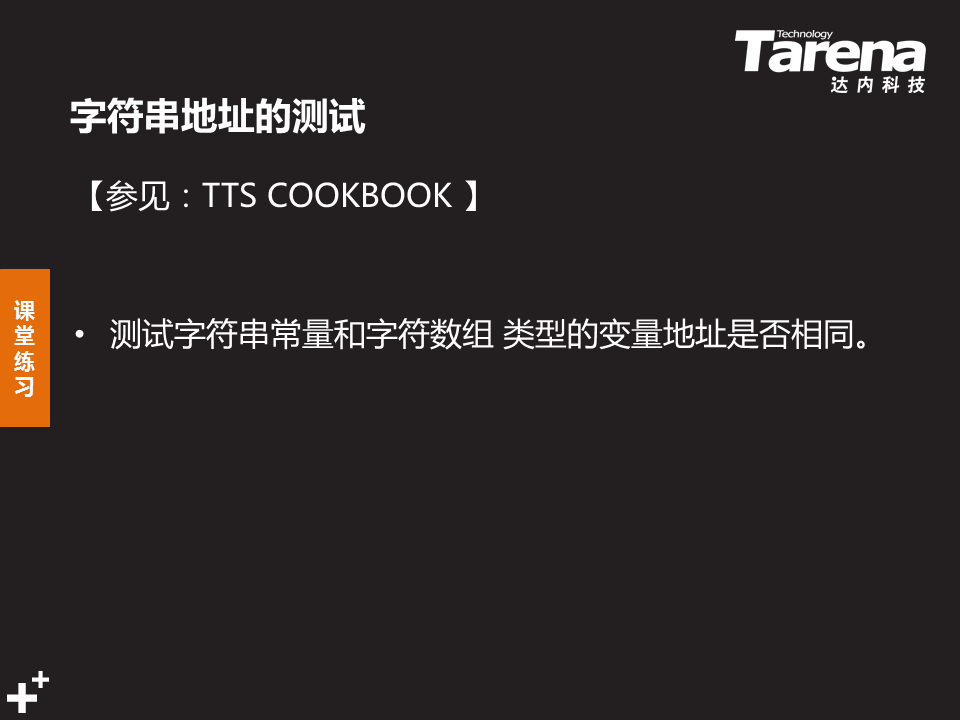 Technology
Tarena
达内科技
字符串地址的测试
【参见：TTS COOKBOOK 】
课堂练习
• 测试字符串常量和字符数组 类型的变量地址是否相同。